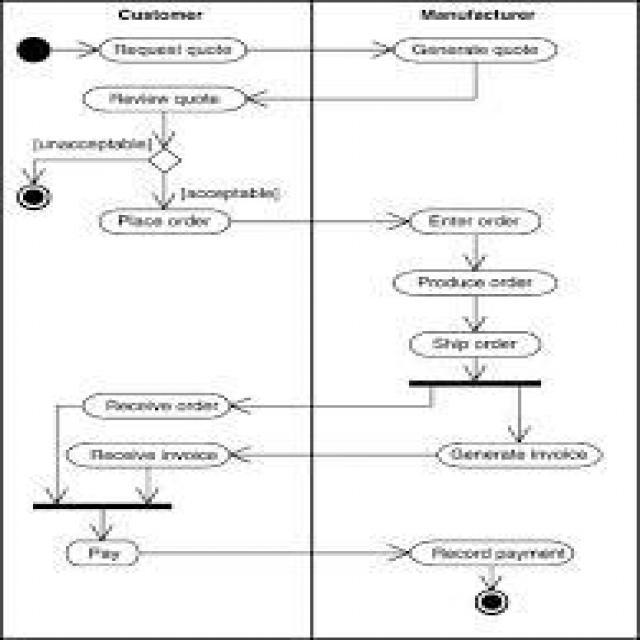 Customer
Manufacturer
Request quote
Generate quote
Review quote
[unacceptable]
[acceptable]
Place order
Enter order
Produce order
Ship order
Receive order
Receive invoice
Generate invoice
Pay
Record payment